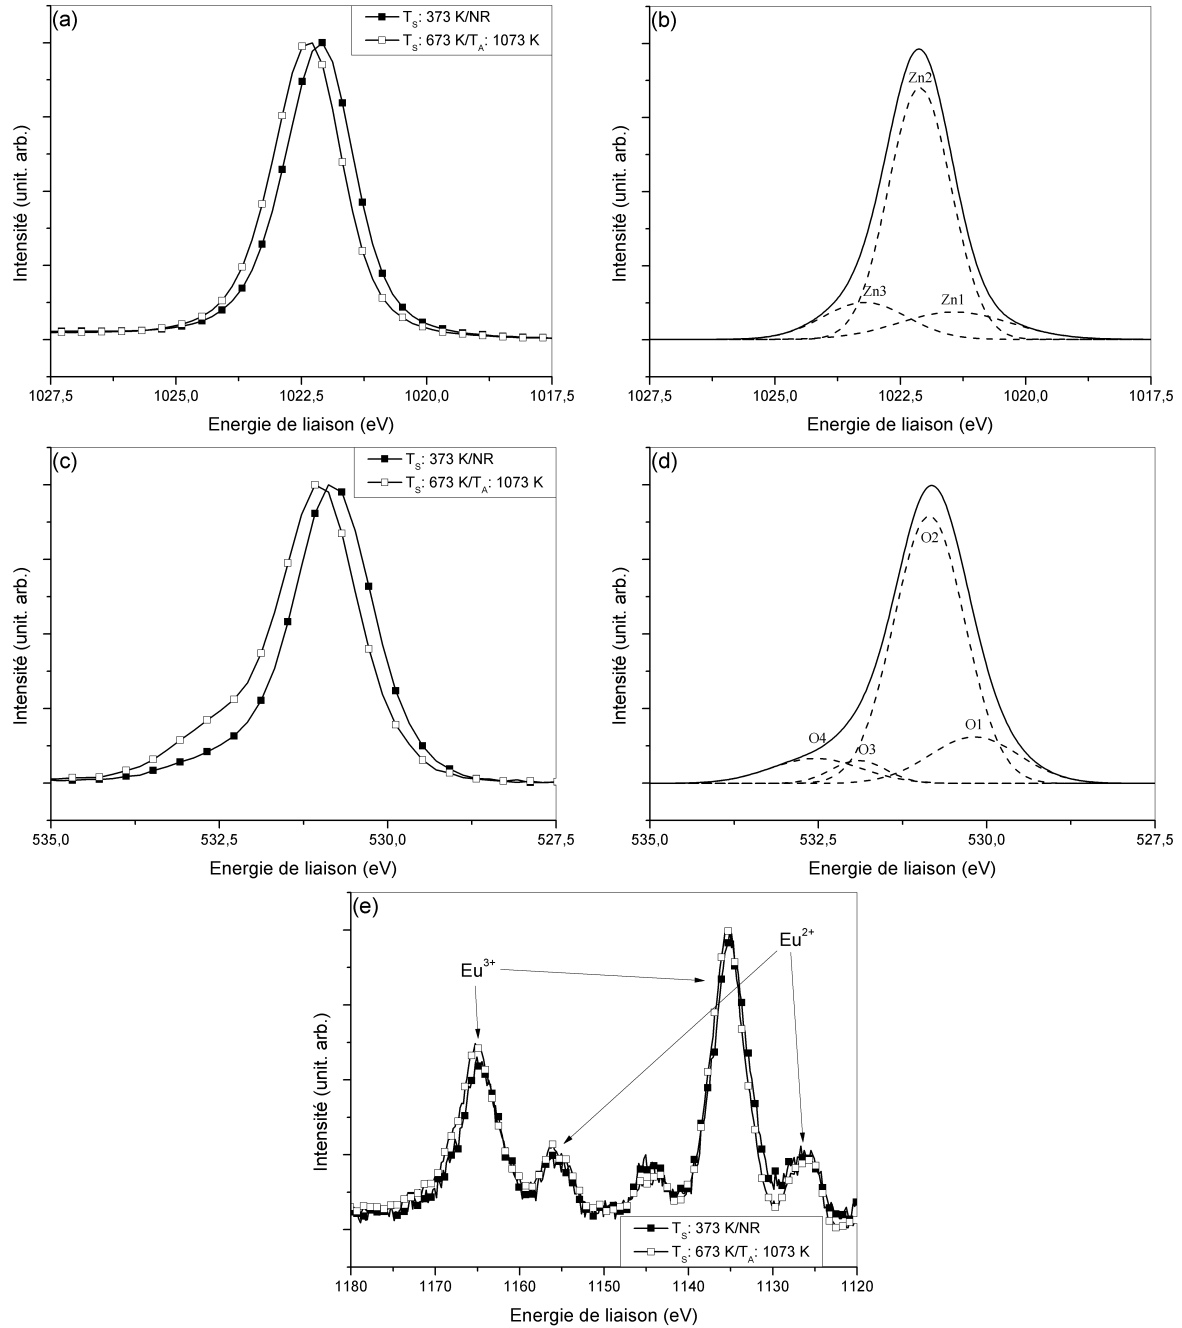 (a)
T_S: 373 K/NR
T_S: 673 K/T_A: 1073 K
Intensité (unit. arb.)
1027,5 1025,0 1022,5 1020,0 1017,5
Energie de liaison (eV)
(b)
Zn2
Zn3
Zn1
Intensité (unit. arb.)
1027,5 1025,0 1022,5 1020,0 1017,5
Energie de liaison (eV)
(c)
T_S: 373 K/NR
T_S: 673 K/T_A: 1073 K
Intensité (unit. arb.)
535,0 532,5 530,0 527,5
Energie de liaison (eV)
(d)
O2
O4
O3
O1
Intensité (unit. arb.)
535,0 532,5 530,0 527,5
Energie de liaison (eV)
(e)
Eu²⁺
Eu³⁺
Intensité (unit. arb.)
T_S: 373 K/NR
T_S: 673 K/T_A: 1073 K
1180 1170 1160 1150 1140 1130 1120
Energie de liaison (eV)